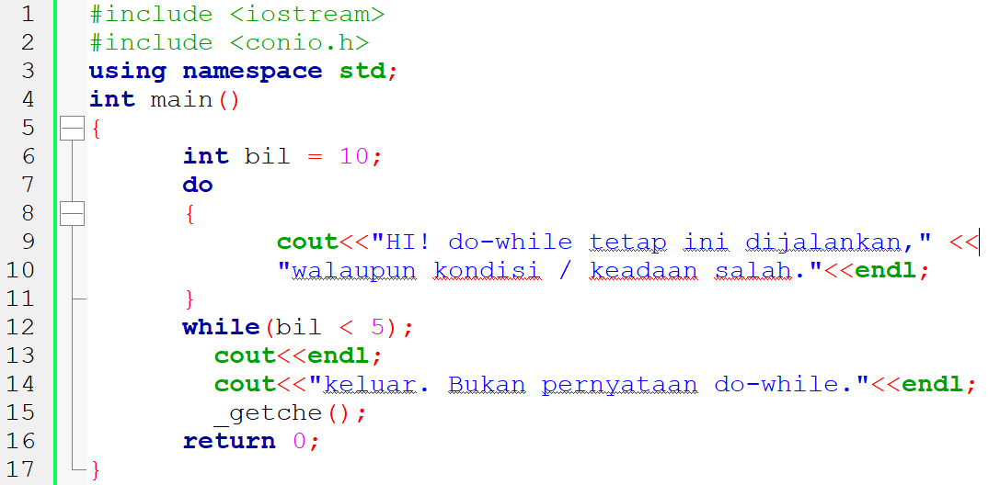 1 #include <iostream>
2 #include <conio.h>
3 using namespace std;
4 int main()
5 {
6 int bil = 10;
7 do
8 {
9 cout<<"HI! do-while tetap ini dijalankan," <<
10 "walaupun kondisi / keadaan salah."<<endl;
11 }
12 while(bil < 5);
13 cout<<endl;
14 cout<<"keluar. Bukan pernyataan do-while."<<endl;
15 _getche();
16 return 0;
17 }